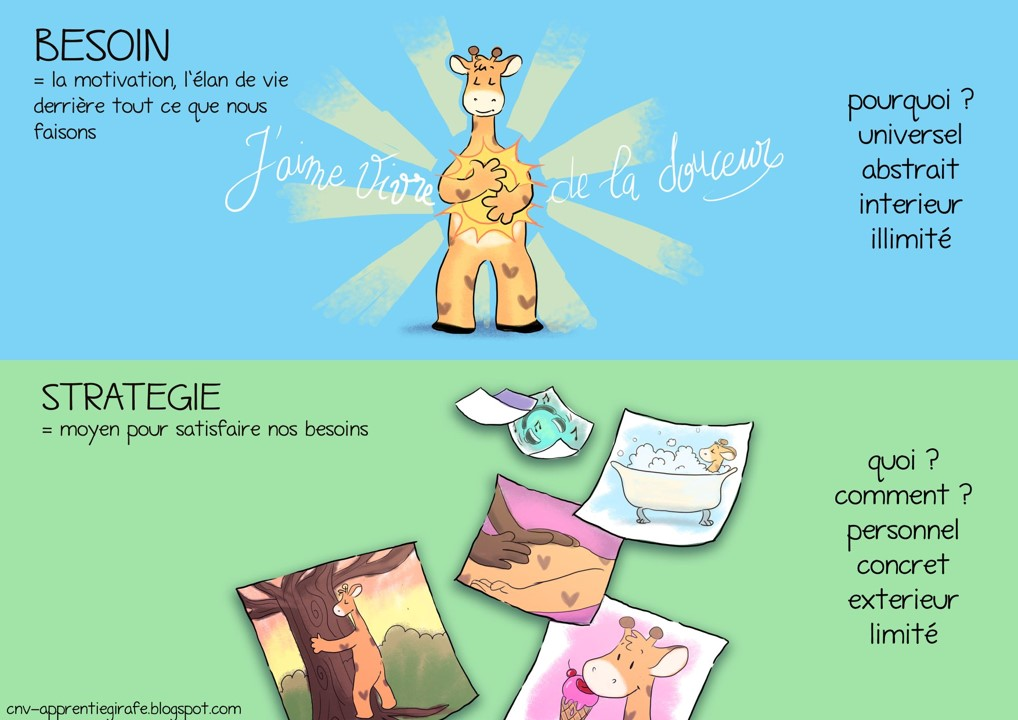 BESOIN
= la motivation, l'élan de vie
derrière tout ce que nous
faisons
J'aime vivre de la douceur
pourquoi ?
universel
abstrait
interieur
illimité
STRATEGIE
= moyen pour satisfaire nos besoins
quoi ?
comment ?
personnel
concret
exterieur
limité
cnv-apprentiegirafe.blogspot.com